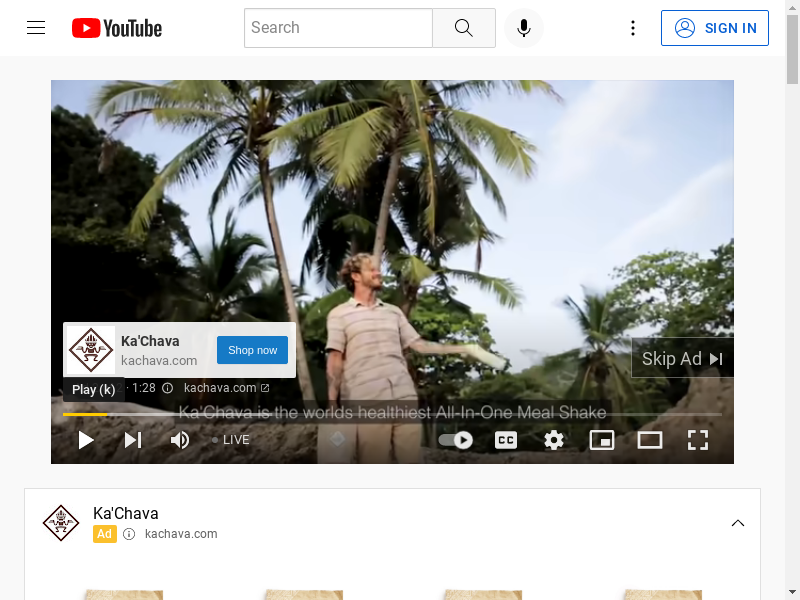 YouTube
Search
SIGN IN
Ka'Chava
kachava.com
Shop now
Skip Ad
Play (k)
· 1:28
kachava.com
Ka'Chava is the worlds healthiest All-In-One Meal Shake
LIVE
CC
Ka'Chava
Ad
kachava.com